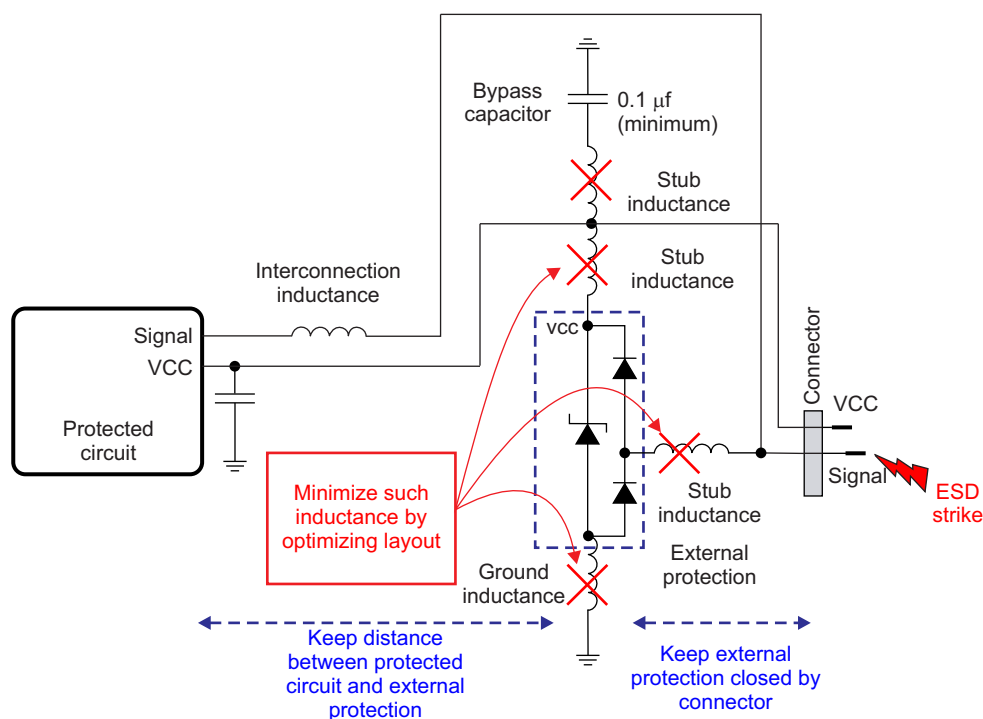 Bypass
capacitor
0.1 μf
(minimum)
Stub
inductance
Stub
inductance
Interconnection
inductance
Signal
VCC
Protected
circuit
vcc
Connector
VCC
Signal
ESD
strike
Minimize such
inductance by
optimizing layout
Stub
inductance
External
protection
Ground
inductance
Keep distance
between protected
circuit and external
protection
Keep external
protection closed by
connector